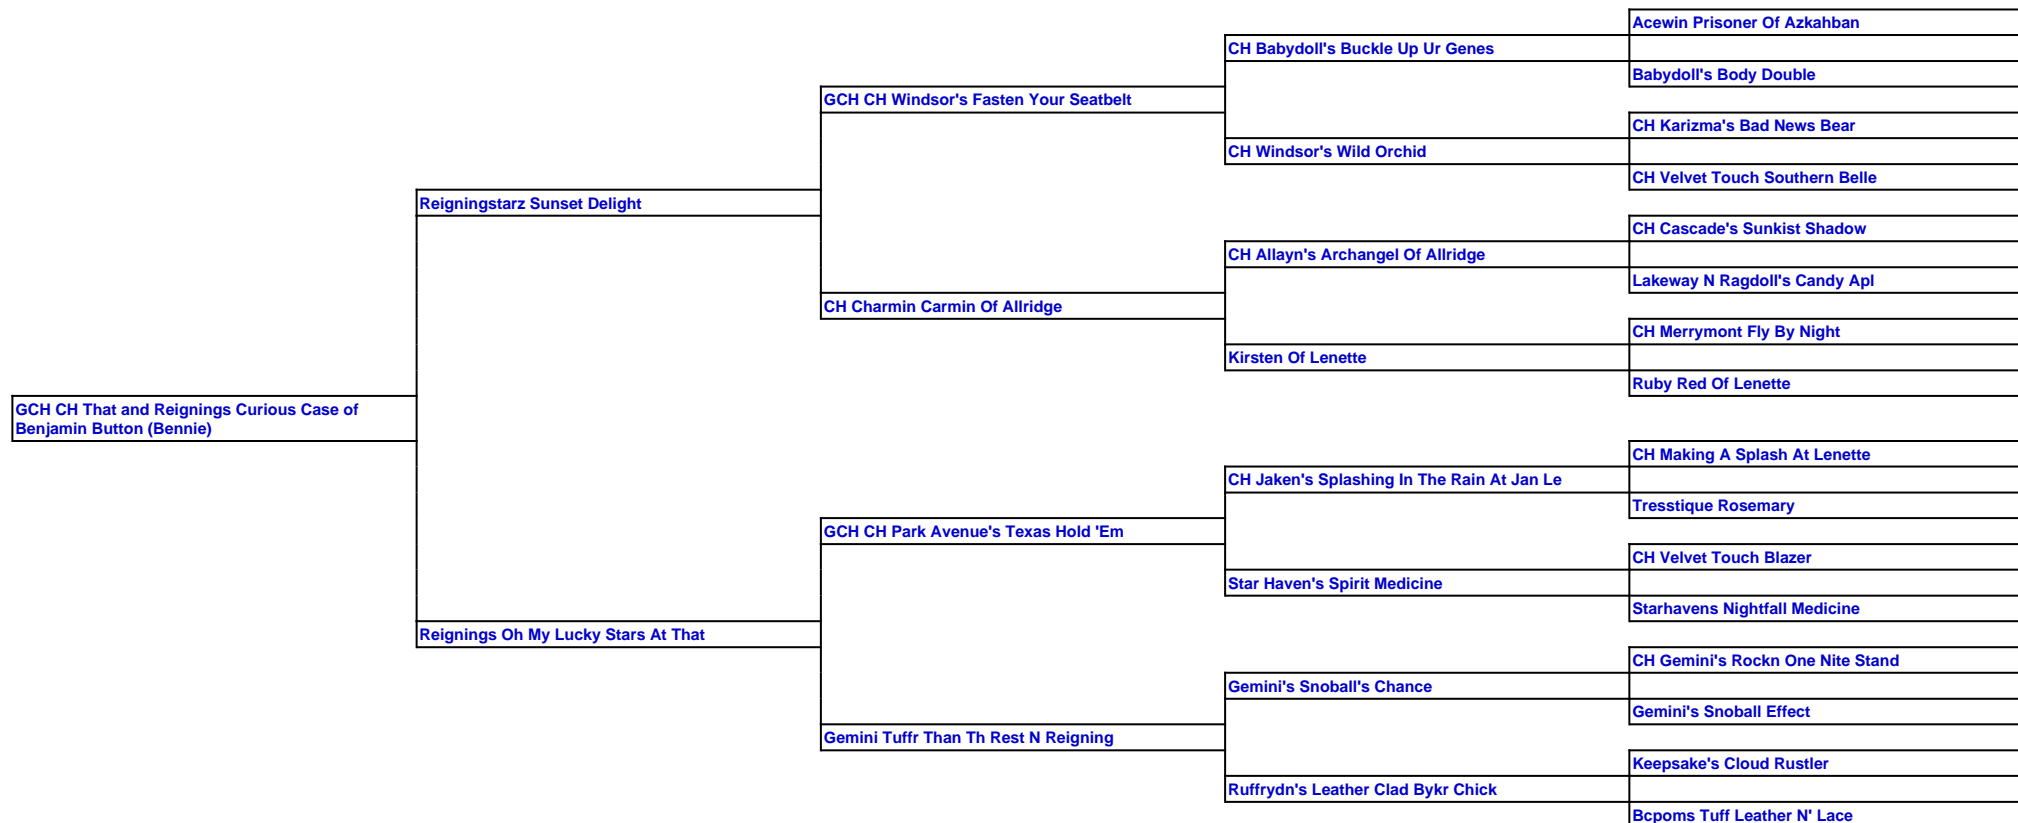 Acewin Prisoner Of Azkahban
CH Babydoll's Buckle Up Ur Genes
Babydoll's Body Double
GCH CH Windsor's Fasten Your Seatbelt
CH Karizma's Bad News Bear
CH Windsor's Wild Orchid
CH Velvet Touch Southern Belle
Reigningstarz Sunset Delight
CH Cascade's Sunkist Shadow
CH Allayn's Archangel Of Allridge
Lakeway N Ragdoll's Candy Apl
CH Charmin Carmin Of Allridge
CH Merrymont Fly By Night
Kirsten Of Lenette
Ruby Red Of Lenette
GCH CH That and Reignings Curious Case of
Benjamin Button (Bennie)
CH Making A Splash At Lenette
CH Jaken's Splashing In The Rain At Jan Le
Tresstique Rosemary
GCH CH Park Avenue's Texas Hold 'Em
CH Velvet Touch Blazer
Star Haven's Spirit Medicine
Starhavens Nightfall Medicine
Reignings Oh My Lucky Stars At That
CH Gemini's Rockn One Nite Stand
Gemini's Snoball's Chance
Gemini's Snoball Effect
Gemini Tuffr Than Th Rest N Reigning
Keepsake's Cloud Rustler
Ruffrydn's Leather Clad Bykr Chick
Bcpoms Tuff Leather N' Lace